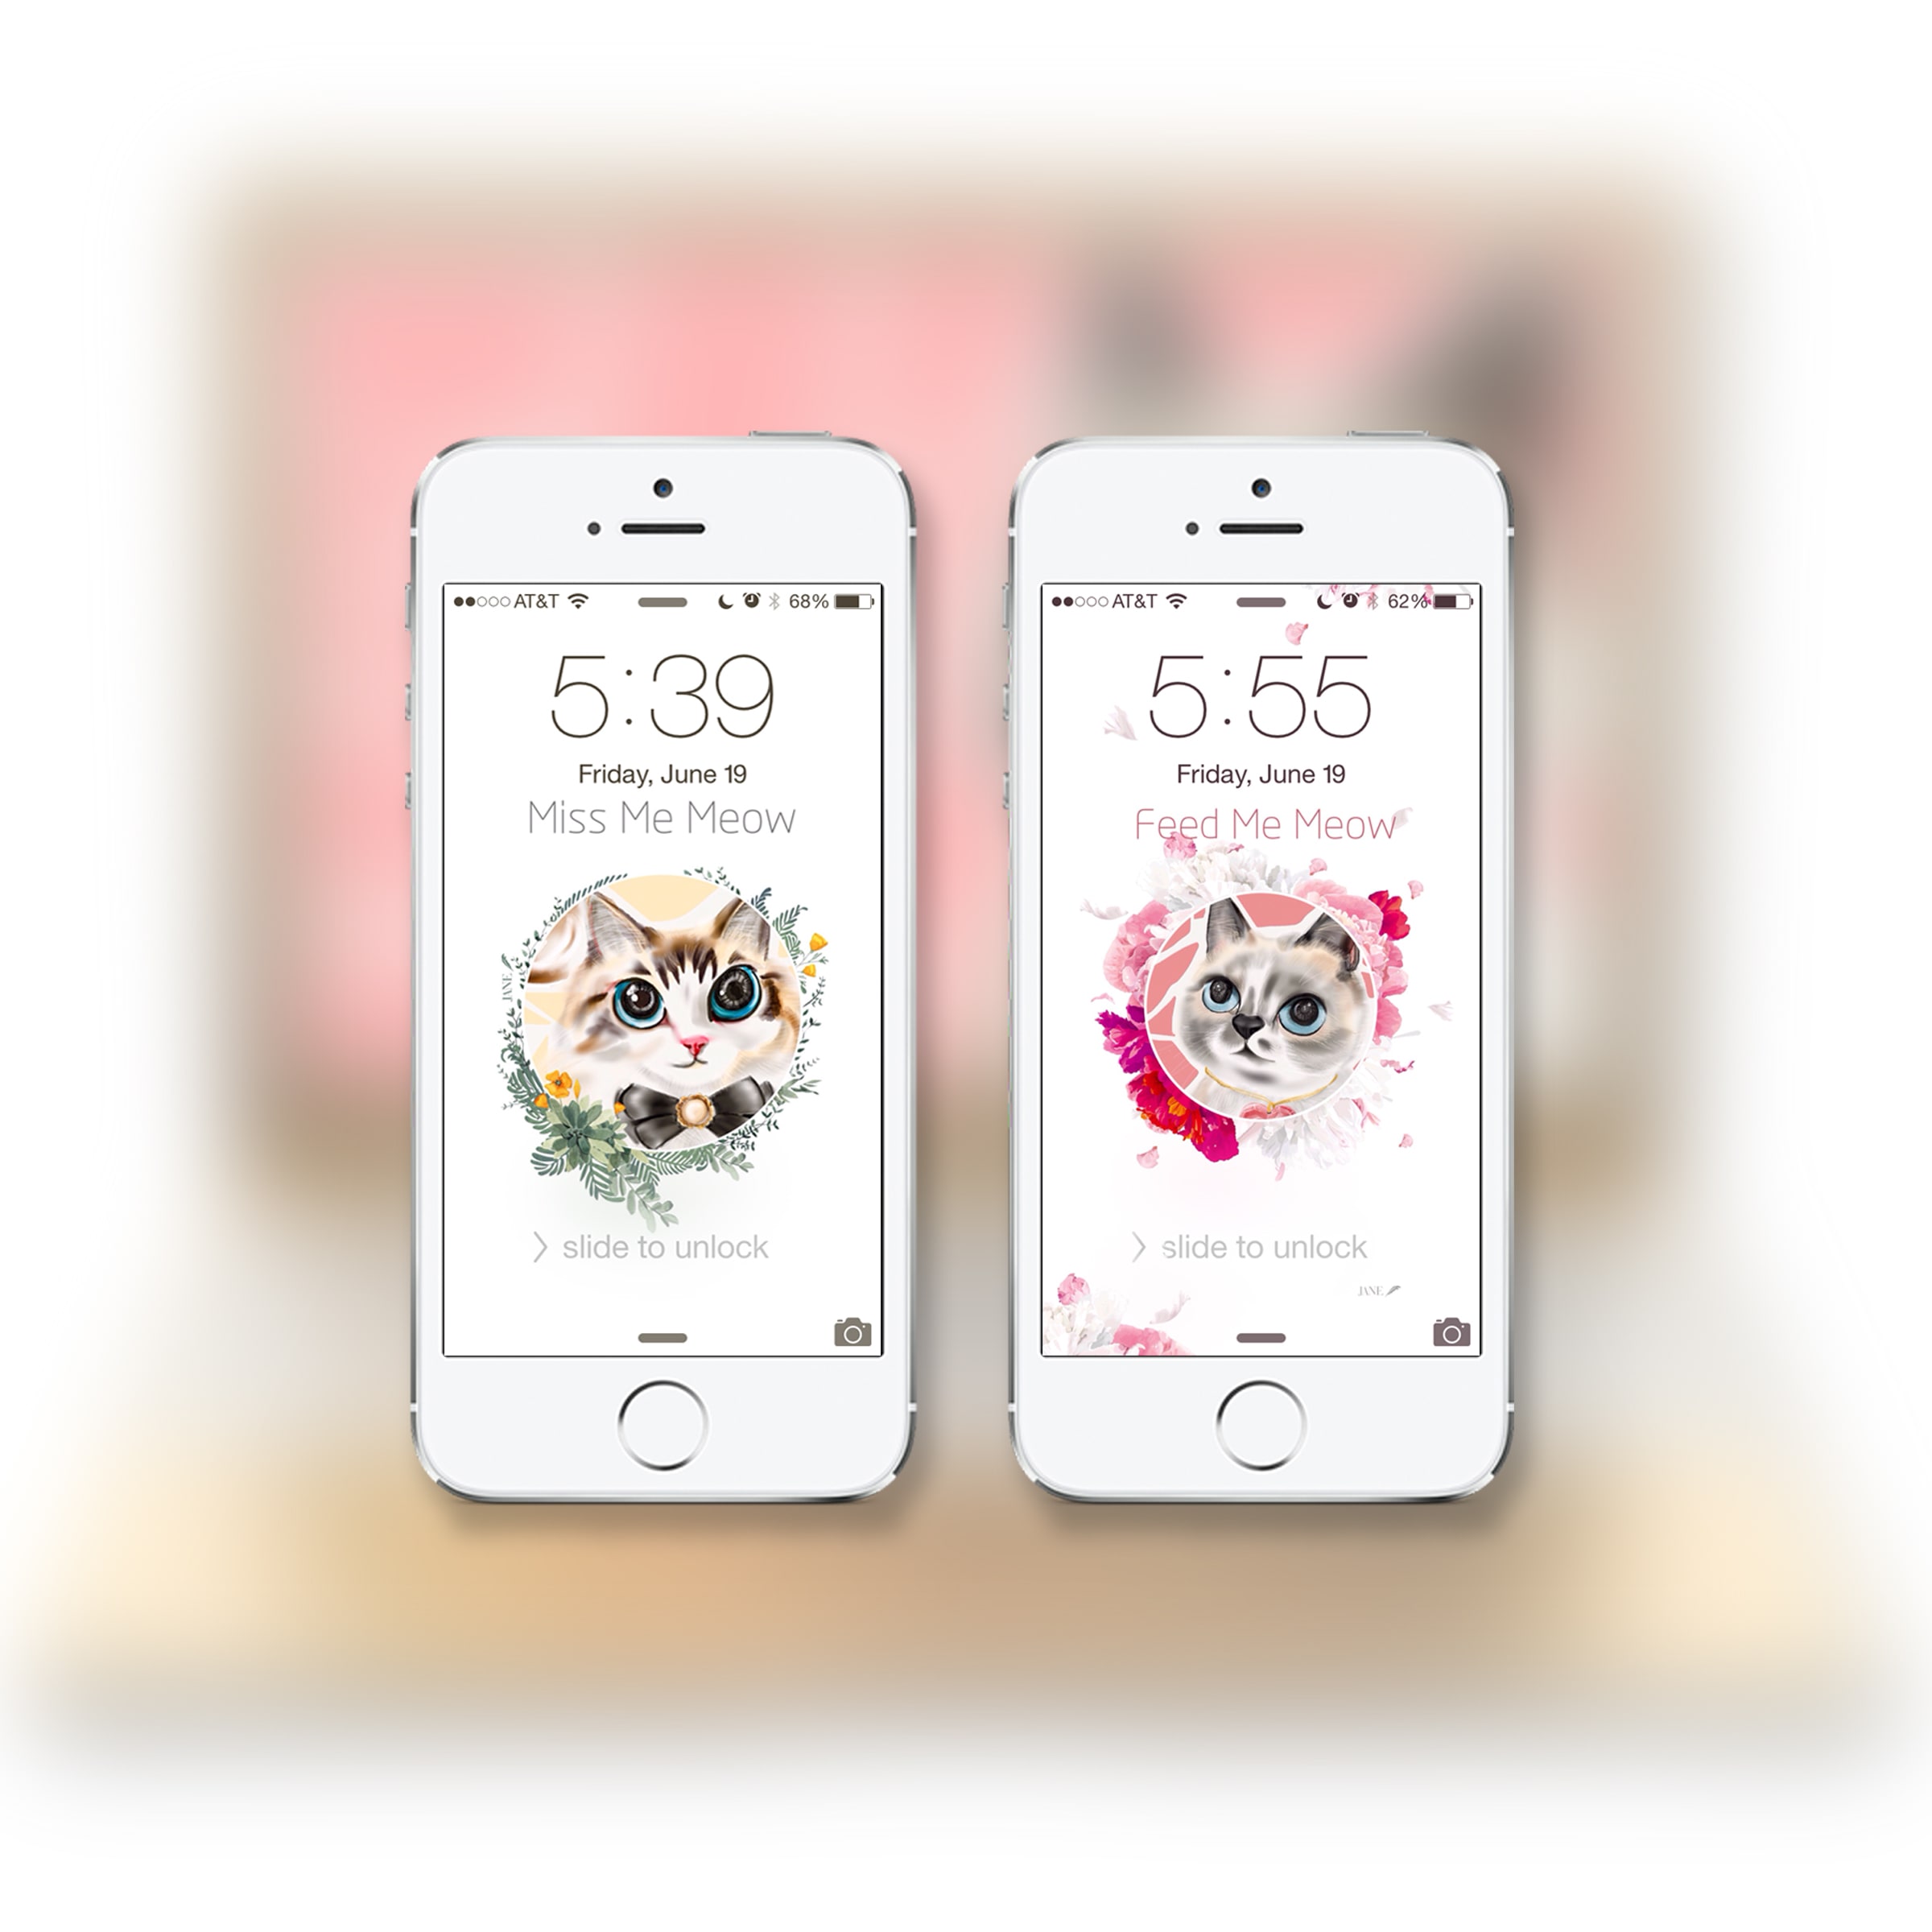 AT&T 68%
5:39
Friday, June 19
Miss Me Meow
JANE
> slide to unlock
AT&T 62%
5:55
Friday, June 19
Feed Me Meow
> slide to unlock
JANE